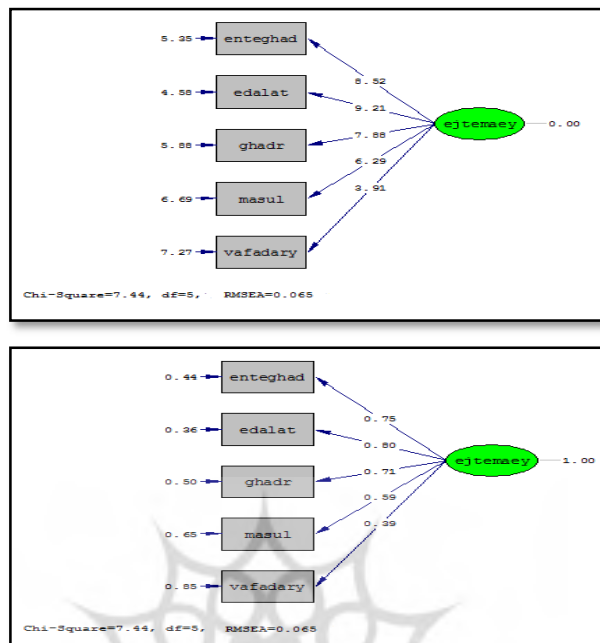 5.35 enteghad
8.52
4.58 edalat
9.21
ejtemaey 0.00
5.88 ghadr
7.88
6.29
6.69 masul
3.91
7.27 vafadary
Chi-Square=7.44, df=5, RMSEA=0.065
0.44 enteghad
0.75
0.36 edalat
0.80
ejtemaey 1.00
0.50 ghadr
0.71
0.59
0.65 masul
0.39
0.85 vafadary
Chi-Square=7.44, df=5, RMSEA=0.065